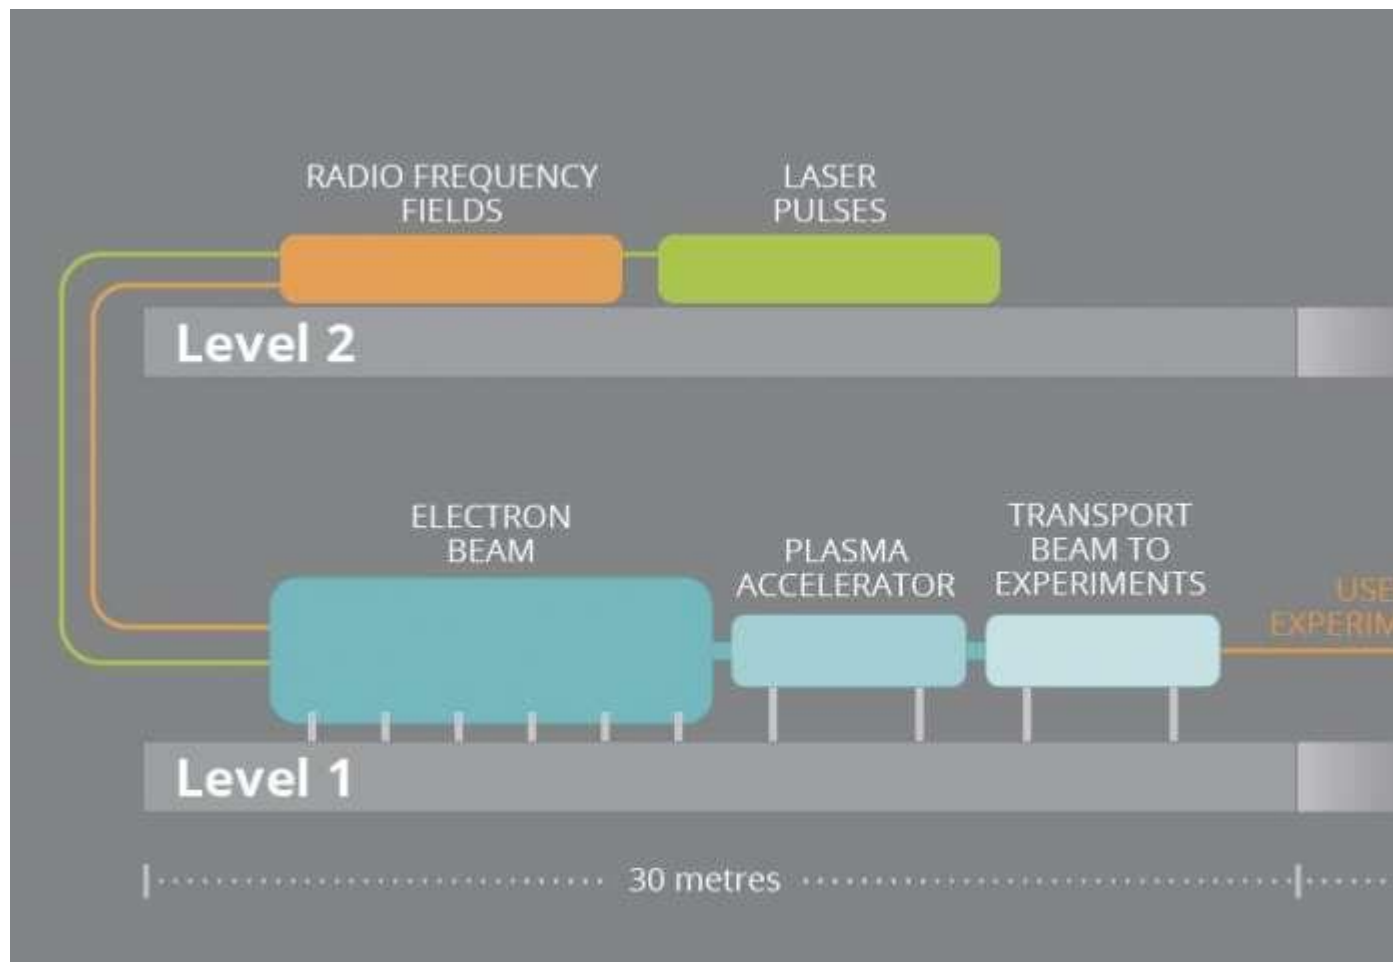 RADIO FREQUENCY
FIELDS
LASER
PULSES
Level 2
ELECTRON
BEAM
PLASMA
ACCELERATOR
TRANSPORT
BEAM TO
EXPERIMENTS
Level 1
30 metres